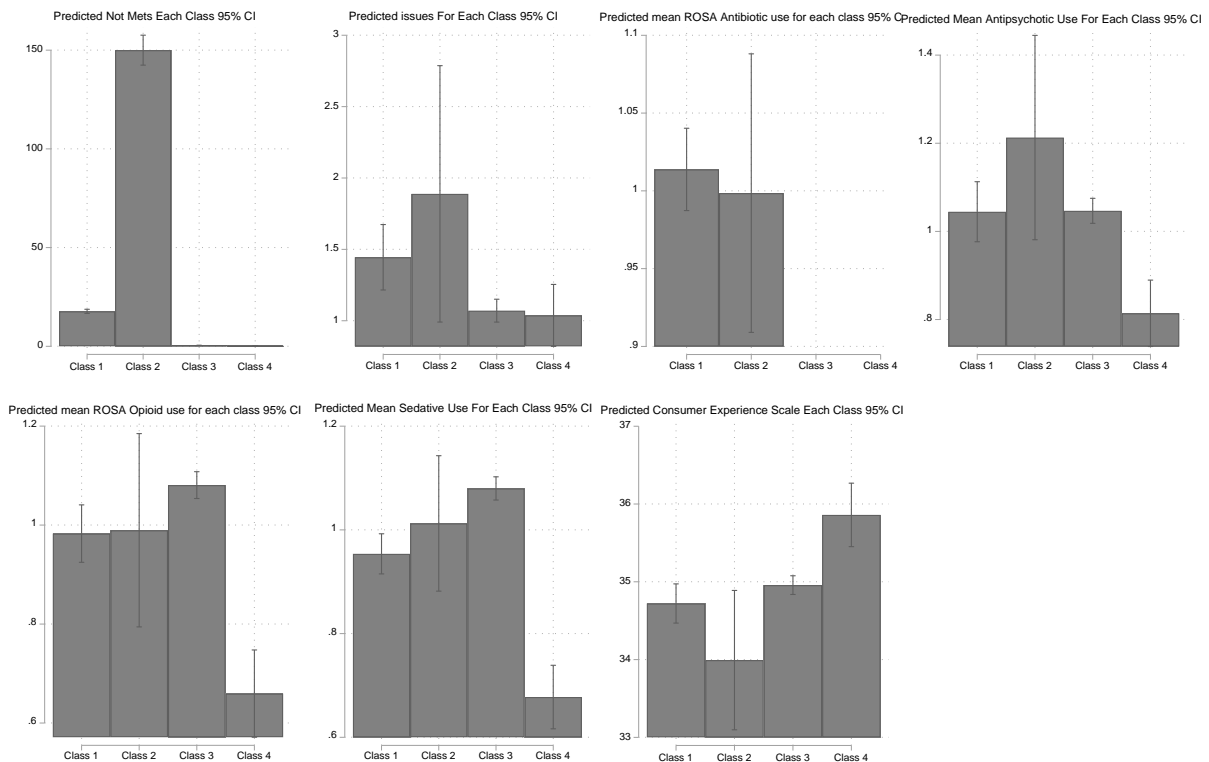 Predicted Not Mets Each Class 95% CI
150
100
50
0
Class 1 Class 2 Class 3 Class 4
Predicted issues For Each Class 95% CI
3
2.5
2
1.5
1
Class 1 Class 2 Class 3 Class 4
Predicted mean ROSA Antibiotic use for each class 95% C
1.1
1.05
1
.95
.9
Class 1 Class 2 Class 3 Class 4
Predicted Mean Antipsychotic Use For Each Class 95% CI
1.4
1.2
1
.8
Class 1 Class 2 Class 3 Class 4
Predicted mean ROSA Opioid use for each class 95% CI
1.2
1
.8
.6
Class 1 Class 2 Class 3 Class 4
Predicted Mean Sedative Use For Each Class 95% CI
1.2
1
.8
.6
Class 1 Class 2 Class 3 Class 4
Predicted Consumer Experience Scale Each Class 95% CI
37
36
35
34
33
Class 1 Class 2 Class 3 Class 4